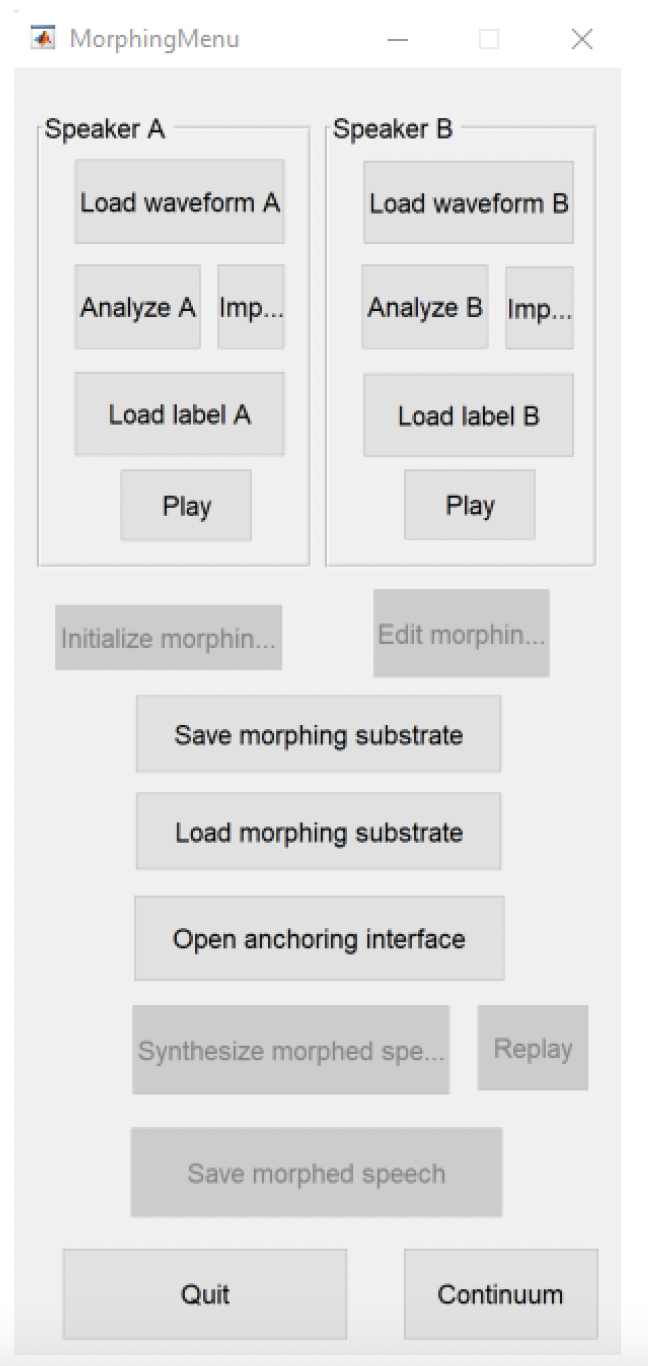 MorphingMenu
Speaker A
Load waveform A
Analyze A
Imp...
Load label A
Play
Speaker B
Load waveform B
Analyze B
Imp...
Load label B
Play
Initialize morphin...
Edit morphin...
Save morphing substrate
Load morphing substrate
Open anchoring interface
Synthesize morphed spe...
Replay
Save morphed speech
Quit
Continuum